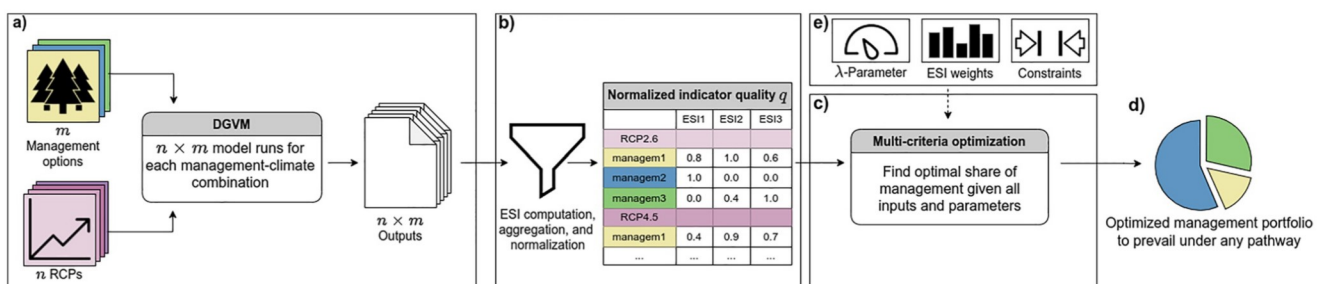 a)
m
Management
options
n RCPs
DGVM
n × m model runs for
each management-climate
combination
n × m
Outputs
b)
ESI computation,
aggregation, and
normalization
Normalized indicator quality q
ESI1 ESI2 ESI3
RCP2.6
managem1 0.8 1.0 0.6
managem2 1.0 0.0 0.0
managem3 0.0 0.4 1.0
RCP4.5
managem1 0.4 0.9 0.7
... ... ... ...
e)
λ-Parameter ESI weights Constraints
c)
Multi-criteria optimization
Find optimal share of
management given all
inputs and parameters
d)
Optimized management portfolio
to prevail under any pathway